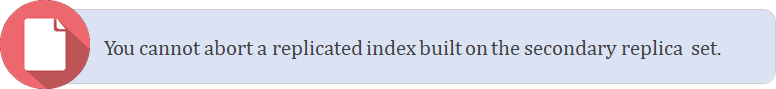 You cannot abort a replicated index built on the secondary replica set.